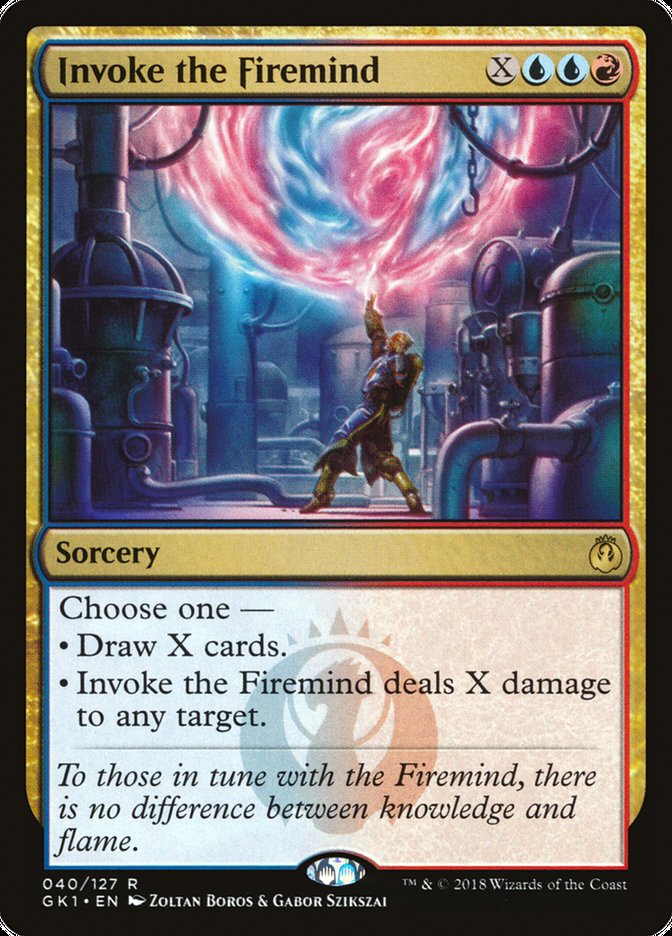 Invoke the Firemind X
Sorcery
Choose one —
• Draw X cards.
• Invoke the Firemind deals X damage
to any target.
To those in tune with the Firemind, there
is no difference between knowledge and
flame.
040/127 R
GK1 • EN Zoltan Boros & Gabor Szikszai
™ & © 2018 Wizards of the Coast